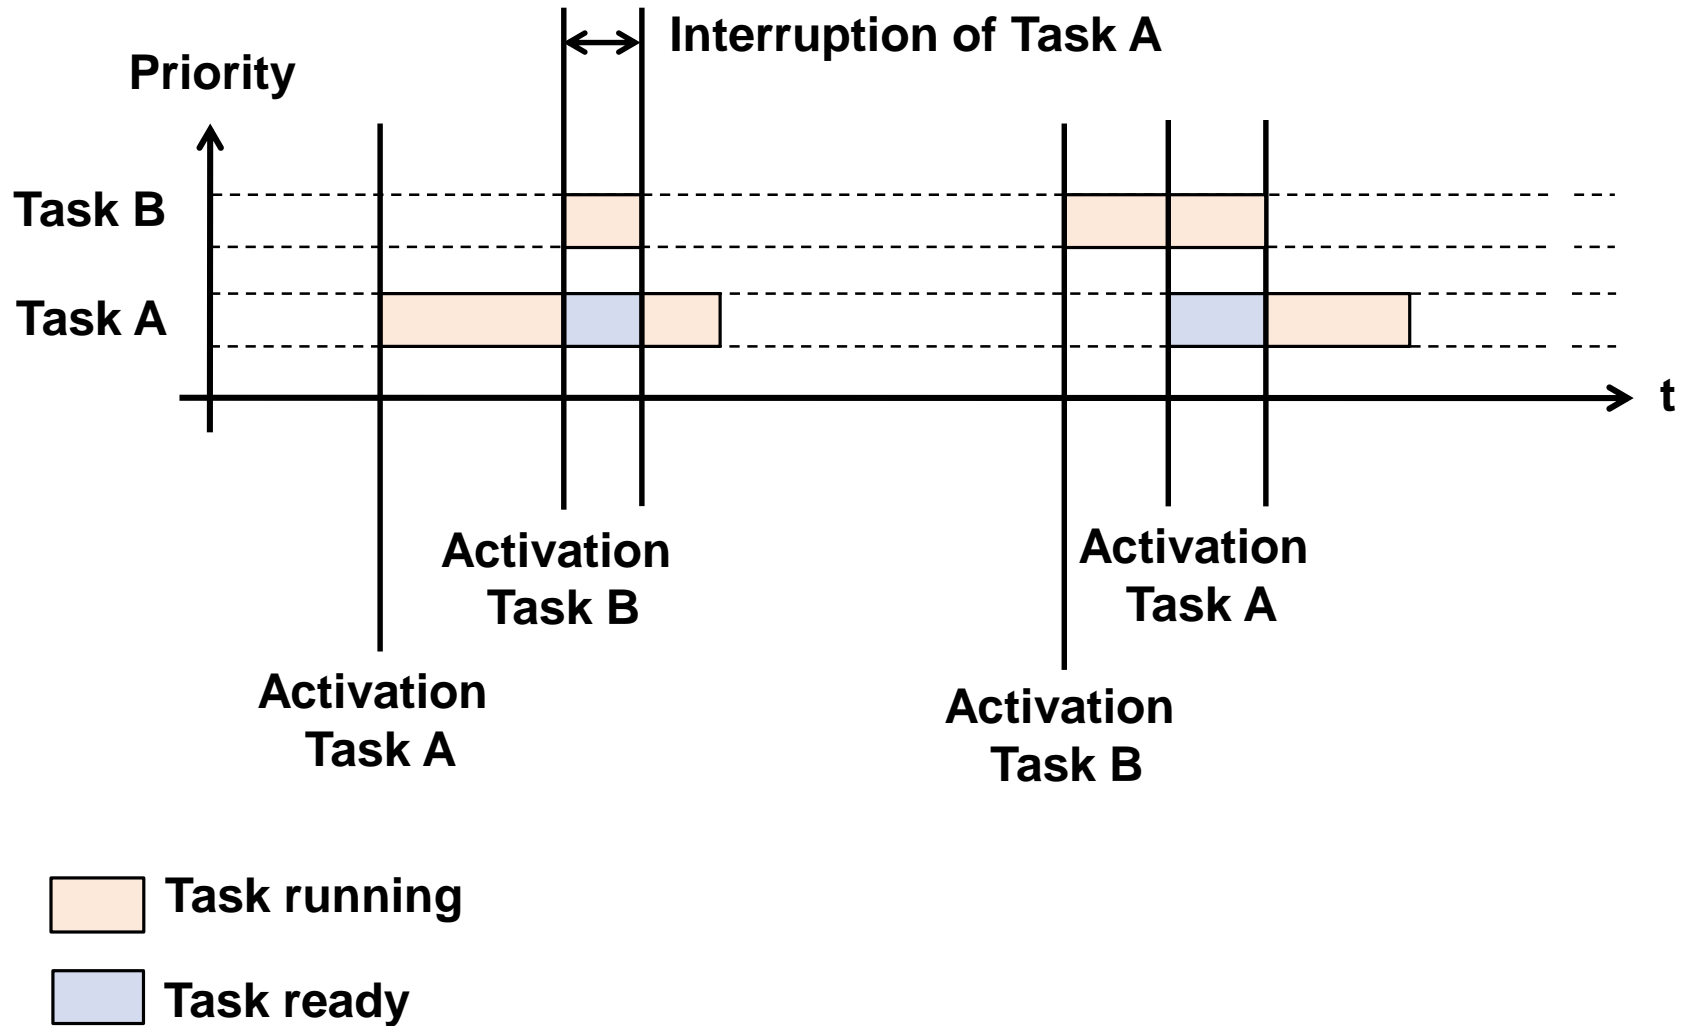 Interruption of Task A
Priority
Task B
Task A
t
Activation
Task B
Activation
Task A
Activation
Task A
Activation
Task B
Task running
Task ready